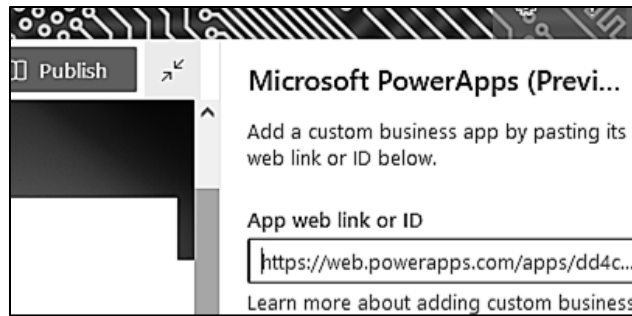 Publish
Microsoft PowerApps (Previ...
Add a custom business app by pasting its
web link or ID below.
App web link or ID
https://web.powerapps.com/apps/dd4c...
Learn more about adding custom business